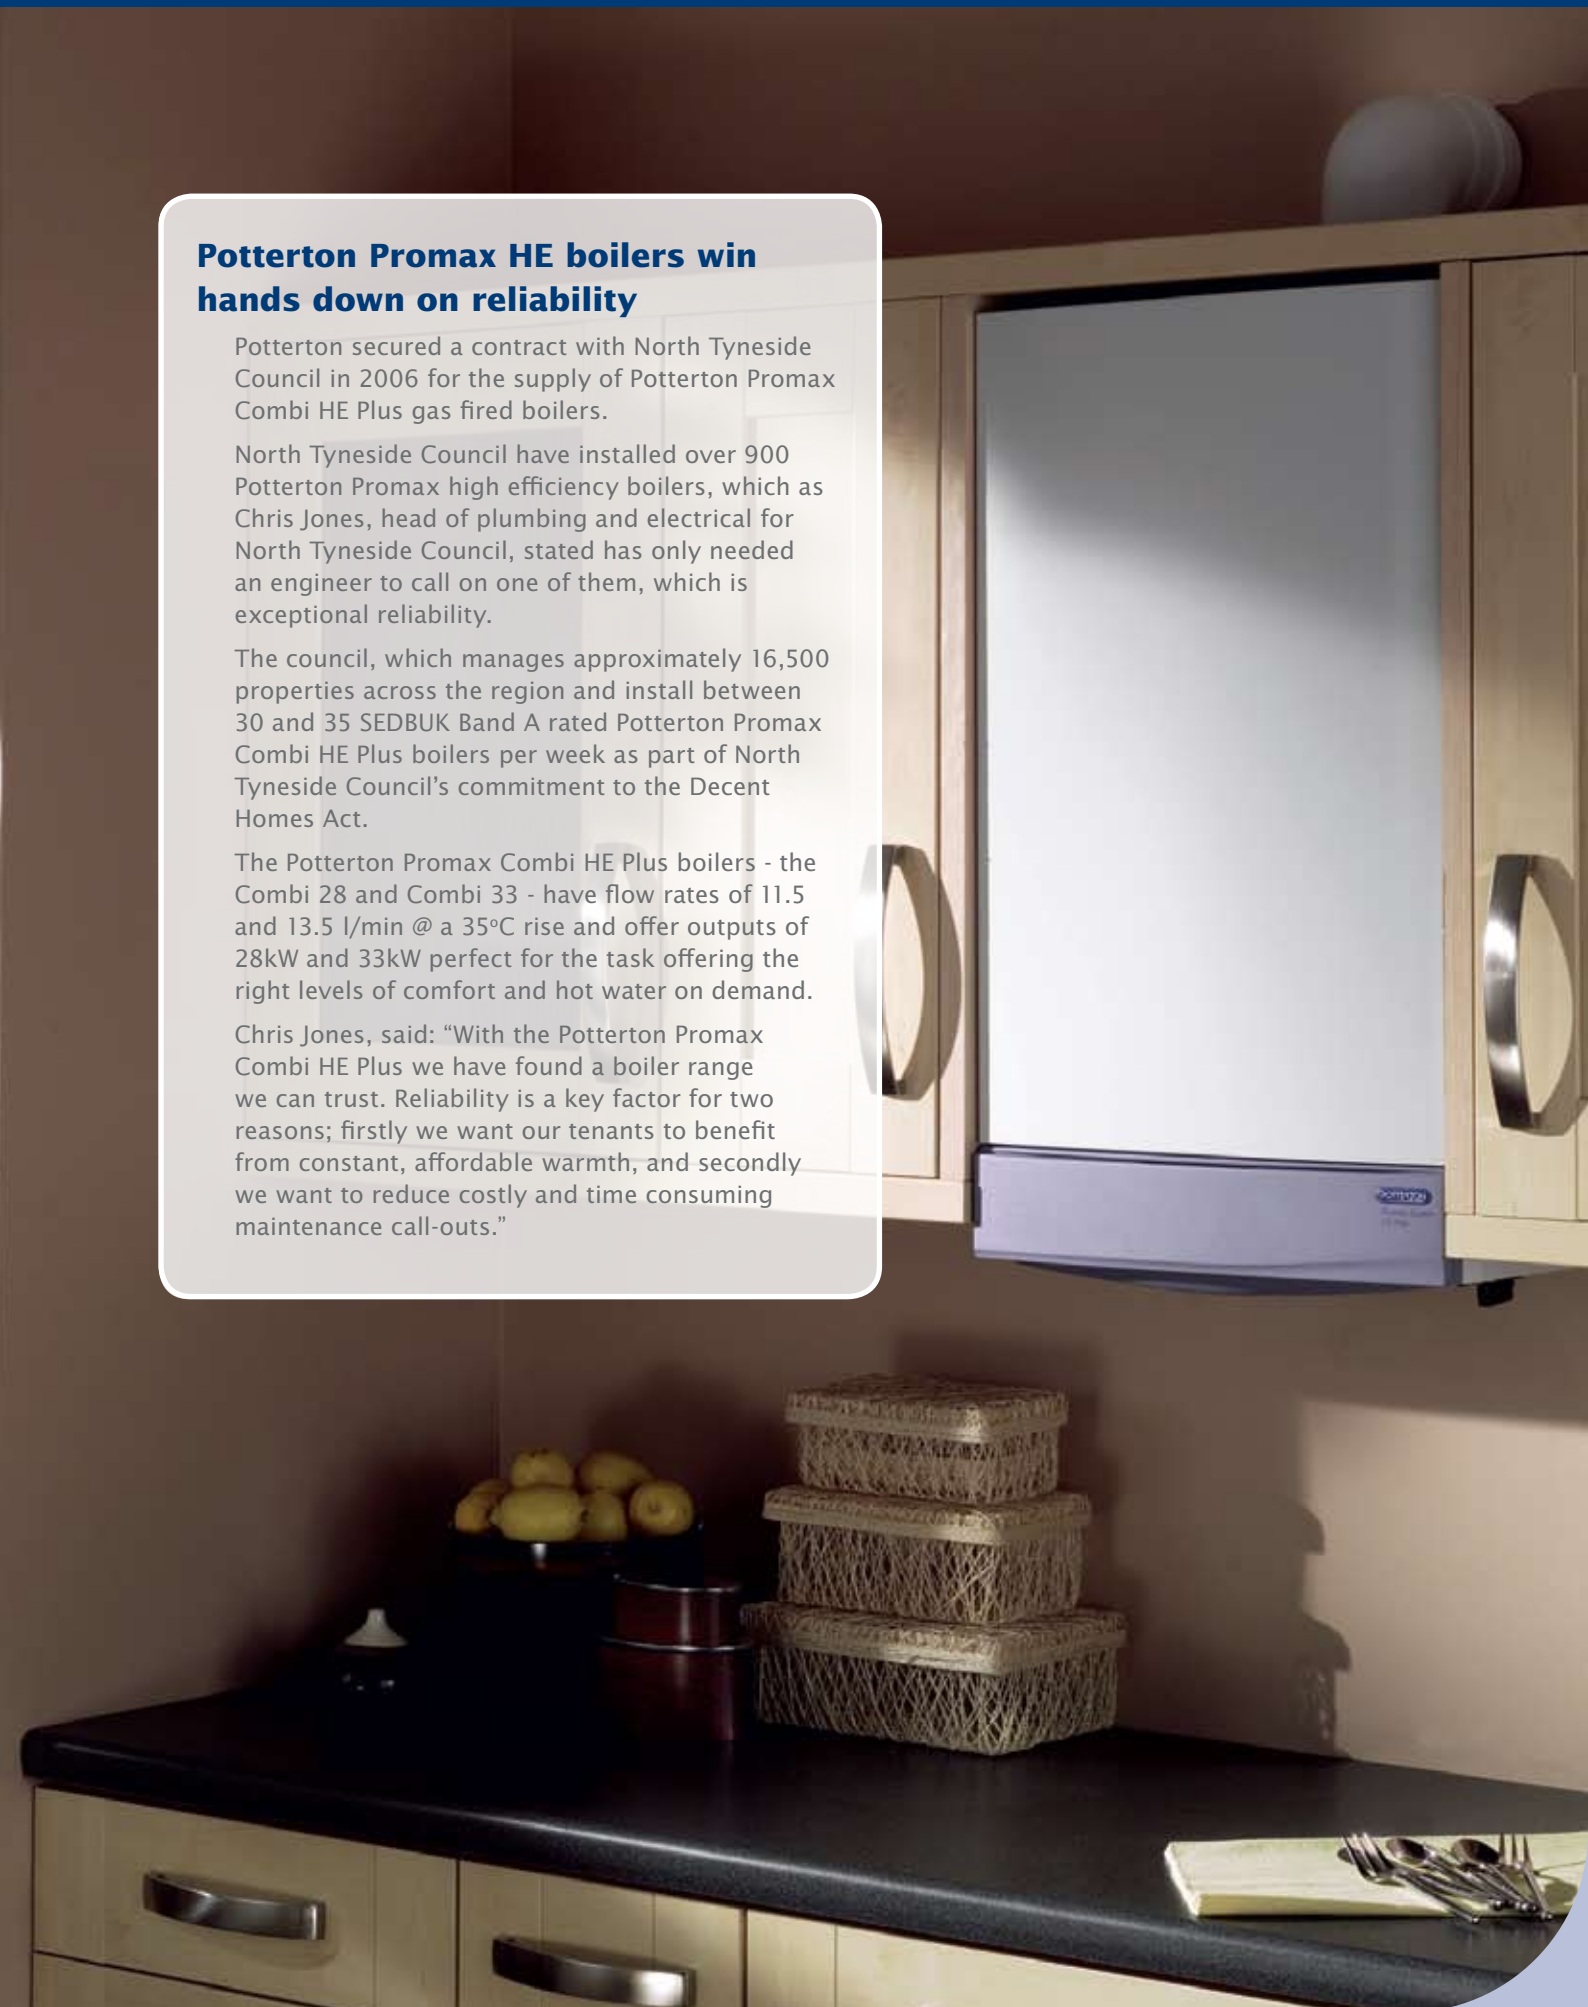 Potterton Promax HE boilers win
hands down on reliability
Potterton secured a contract with North Tyneside
Council in 2006 for the supply of Potterton Promax
Combi HE Plus gas fired boilers.
North Tyneside Council have installed over 900
Potterton Promax high efficiency boilers, which as
Chris Jones, head of plumbing and electrical for
North Tyneside Council, stated has only needed
an engineer to call on one of them, which is
exceptional reliability.
The council, which manages approximately 16,500
properties across the region and install between
30 and 35 SEDBUK Band A rated Potterton Promax
Combi HE Plus boilers per week as part of North
Tyneside Council’s commitment to the Decent
Homes Act.
The Potterton Promax Combi HE Plus boilers - the
Combi 28 and Combi 33 - have flow rates of 11.5
and 13.5 l/min @ a 35ºC rise and offer outputs of
28kW and 33kW perfect for the task offering the
right levels of comfort and hot water on demand.
Chris Jones, said: “With the Potterton Promax
Combi HE Plus we have found a boiler range
we can trust. Reliability is a key factor for two
reasons; firstly we want our tenants to benefit
from constant, affordable warmth, and secondly
we want to reduce costly and time consuming
maintenance call-outs.”